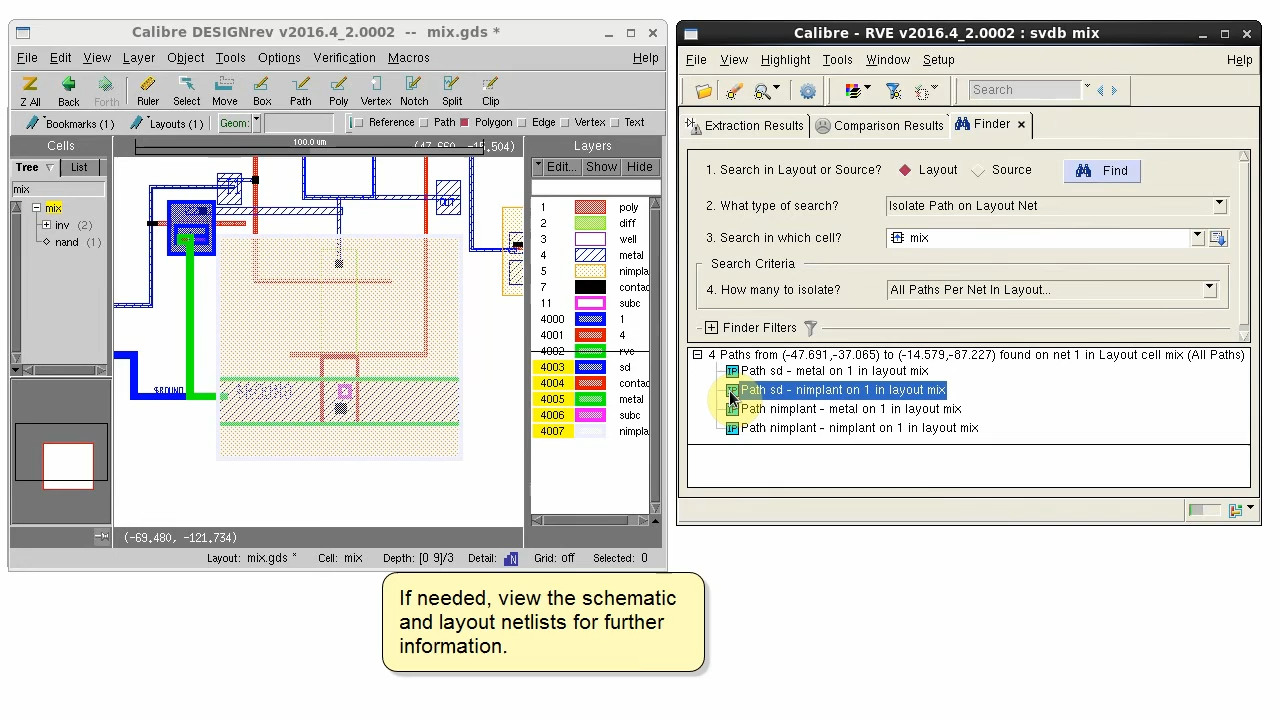 Calibre DESIGNrev v2016.4_2.0002 -- mix.gds *
File Edit View Layer Object Tools Options Verification Macros Help
Z All Back Forth Ruler Select Move Box Path Poly Vertex Notch Split Clip
Bookmarks (1) Layouts (1) Geom: Reference Path Polygon Edge Vertex Text
Cells
Tree List
mix
mix
inv (2)
nand (1)
100.0 um
OUT
GROUND
(-69.480, -121.734)
Layers
Edit... Show Hide
1 poly
2 diff
3 well
4 metal
5 nimpla
7 contac
11 subc
4000 1
4001 4
4002 rve
4003 sd
4004 contac
4005 metal
4006 subc
4007 nimpla
Layout: mix.gds * Cell: mix Depth: [0 9]/3 Detail: Grid: off Selected: 0
Calibre - RVE v2016.4_2.0002 : svdb mix
File View Highlight Tools Window Setup Help
Search
Extraction Results Comparison Results Finder ×
1. Search in Layout or Source? Layout Source Find
2. What type of search? Isolate Path on Layout Net
3. Search in which cell? mix
Search Criteria
4. How many to isolate? All Paths Per Net In Layout...
Finder Filters
4 Paths from (-47.691,-37.065) to (-14.579,-87.227) found on net 1 in Layout cell mix (All Paths)
IP Path sd - metal on 1 in layout mix
Path sd - nimplant on 1 in layout mix
IP Path nimplant - metal on 1 in layout mix
IP Path nimplant - nimplant on 1 in layout mix
If needed, view the schematic
and layout netlists for further
information.